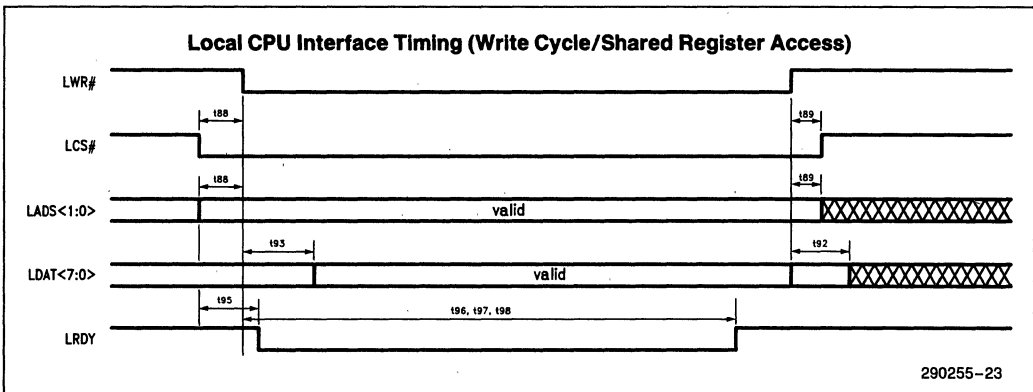 Local CPU Interface Timing (Write Cycle/Shared Register Access)
LWR#
t88 t89
LCS#
t88 t89
LADS<1:0> valid
t93 t92
LDAT<7:0> valid
t95 t96, t97, t98
LRDY
290255-23